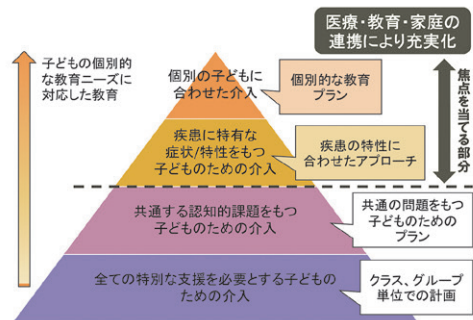 医療・教育・家庭の
連携により充実化
子どもの個別的
な教育ニーズに
対応した教育
個別の子どもに
合わせた介入
個別的な教育
プラン
焦点を当てる部分
疾患に特有な
症状/特性をもつ
子どものための介入
疾患の特性に
合わせたアプローチ
共通する認知的課題をもつ
子どものための介入
共通の問題をもつ
子どものための
プラン
全ての特別な支援を必要とする子どもの
ための介入
クラス、グループ
単位での計画